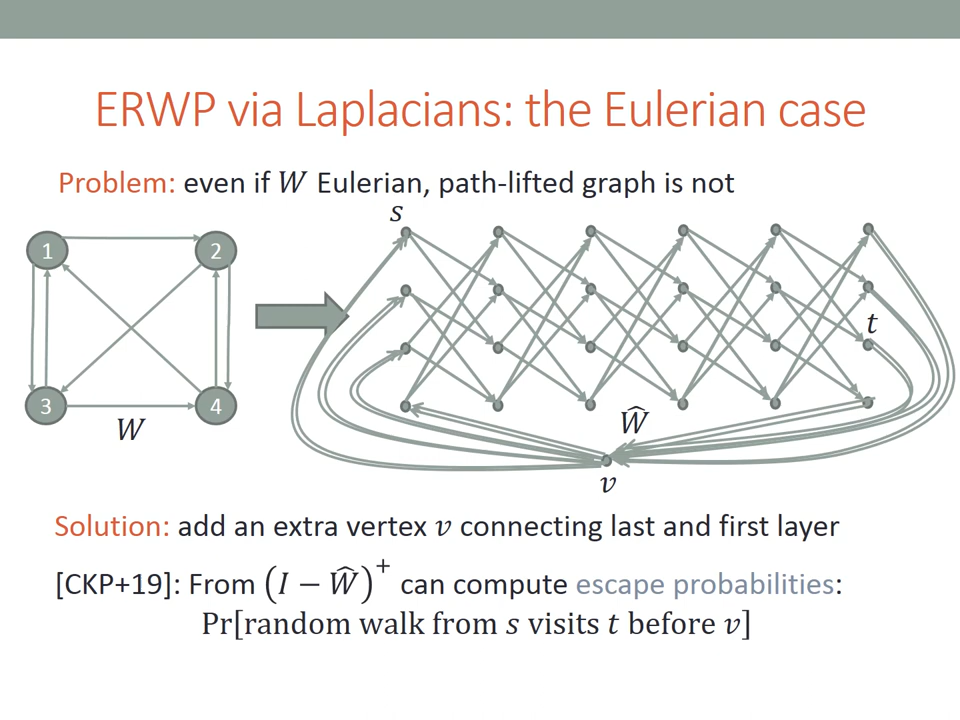 ERWP via Laplacians: the Eulerian case
Problem: even if W Eulerian, path-lifted graph is not
s
1
2
t
3
4
W
Ŵ
v
Solution: add an extra vertex v connecting last and first layer
[CKP+19]: From (I − Ŵ)⁺ can compute escape probabilities:
Pr[random walk from s visits t before v]